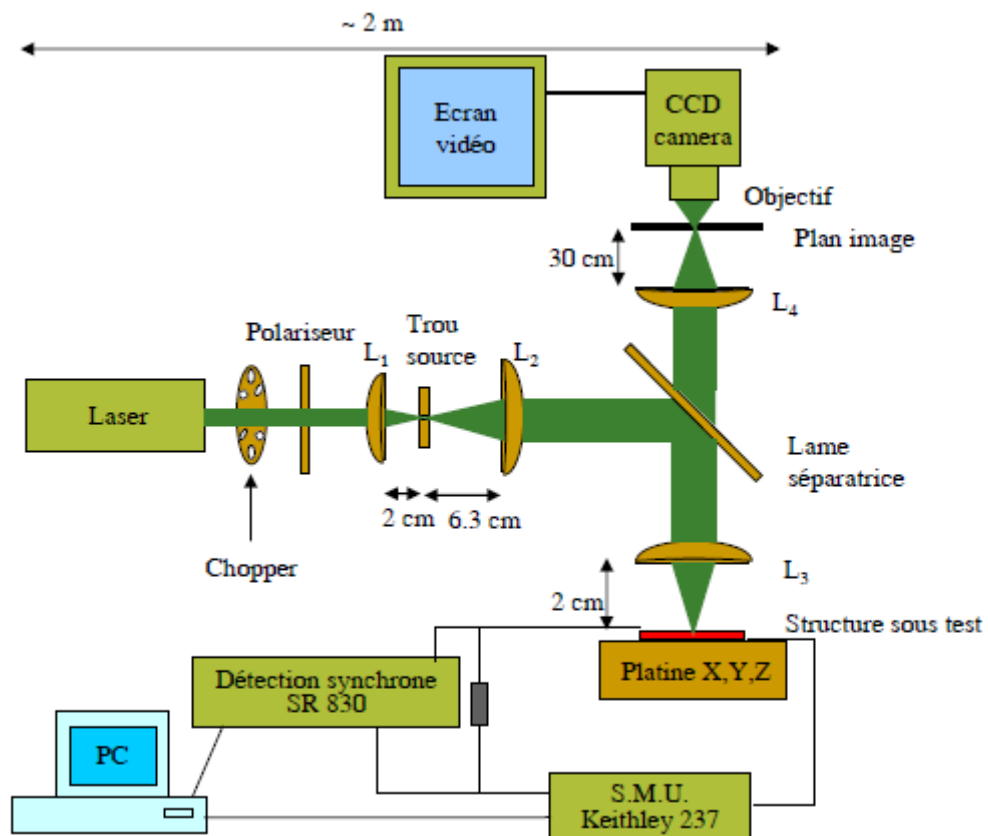 ~ 2 m
Ecran
vidéo
CCD
camera
Objectif
Plan image
30 cm
L4
Polariseur
L1
Trou
source
L2
Laser
Lame
séparatrice
2 cm
6.3 cm
Chopper
L3
2 cm
Structure sous test
Platine X,Y,Z
Détection synchrone
SR 830
PC
S.M.U.
Keithley 237